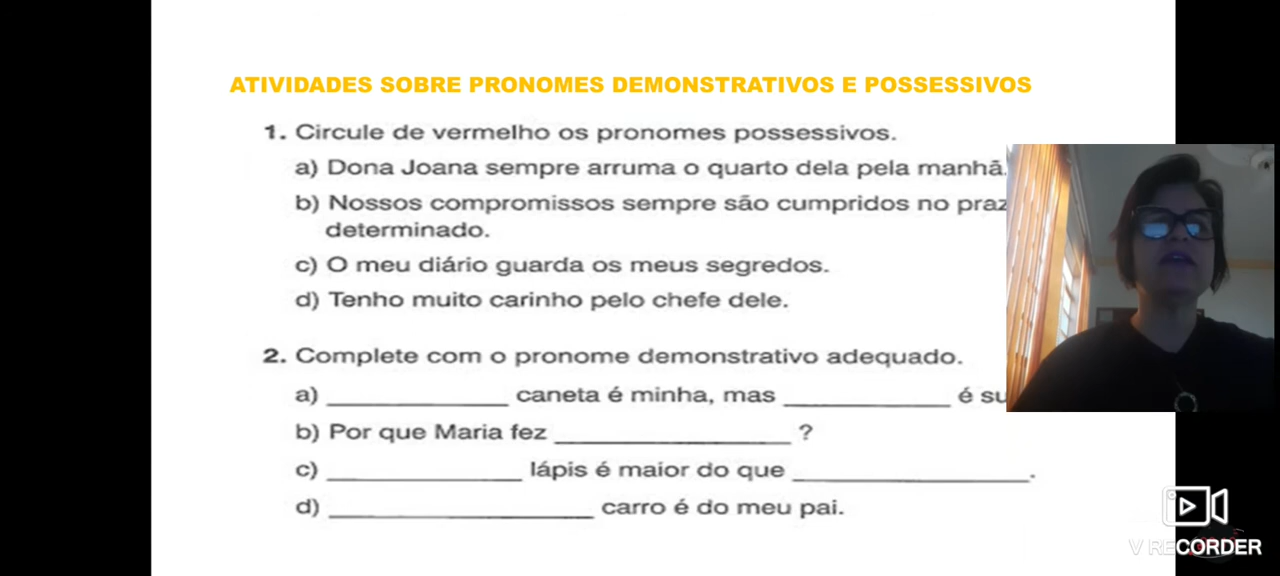 ATIVIDADES SOBRE PRONOMES DEMONSTRATIVOS E POSSESSIVOS
1. Circule de vermelho os pronomes possessivos.
a) Dona Joana sempre arruma o quarto dela pela manhã.
b) Nossos compromissos sempre são cumpridos no praz
determinado.
c) O meu diário guarda os meus segredos.
d) Tenho muito carinho pelo chefe dele.
2. Complete com o pronome demonstrativo adequado.
a) ____________ caneta é minha, mas ___________ é su
b) Por que Maria fez ________________ ?
c) _____________ lápis é maior do que ________________.
d) __________________ carro é do meu pai.
V RECORDER